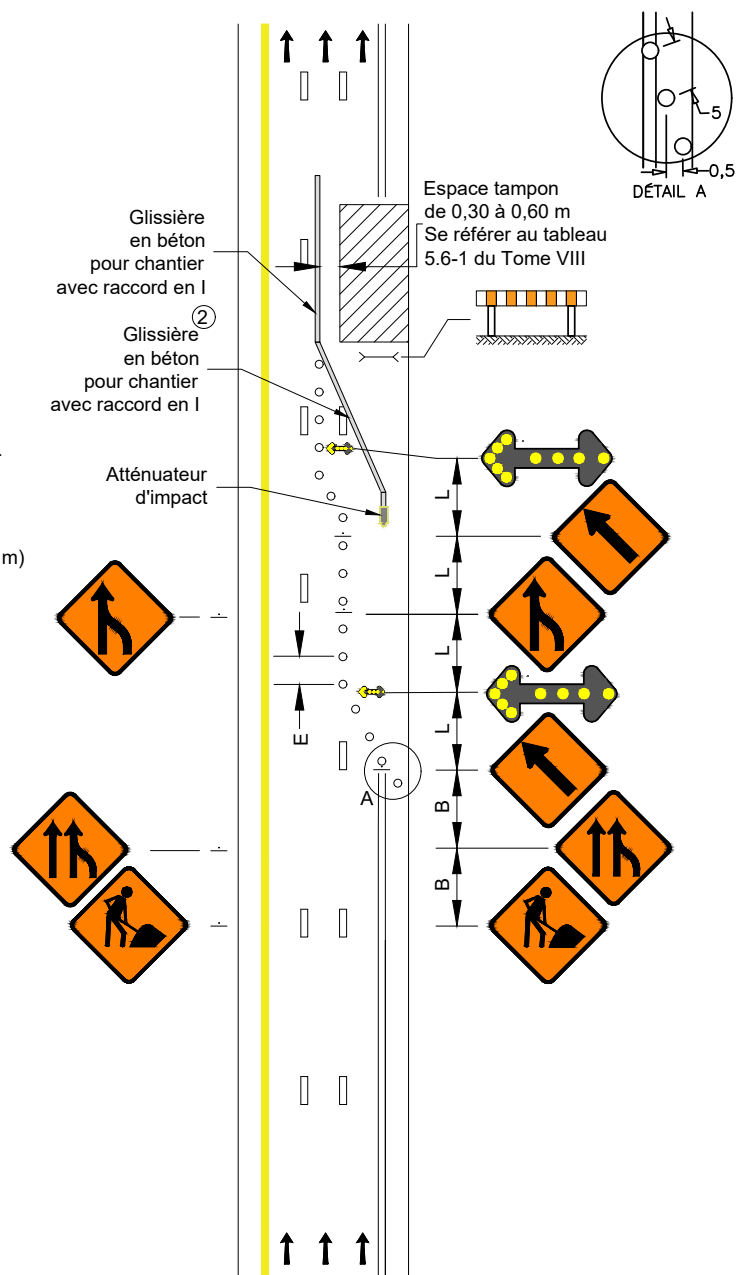 5
0,5
DÉTAIL A
Espace tampon
de 0,30 à 0,60 m
Se référer au tableau
5.6-1 du Tome VIII
Glissière
en béton
pour chantier
avec raccord en I
2
Glissière
en béton
pour chantier
avec raccord en I
Atténuateur
d'impact
m)
L
L
L
L
E
A
B
B